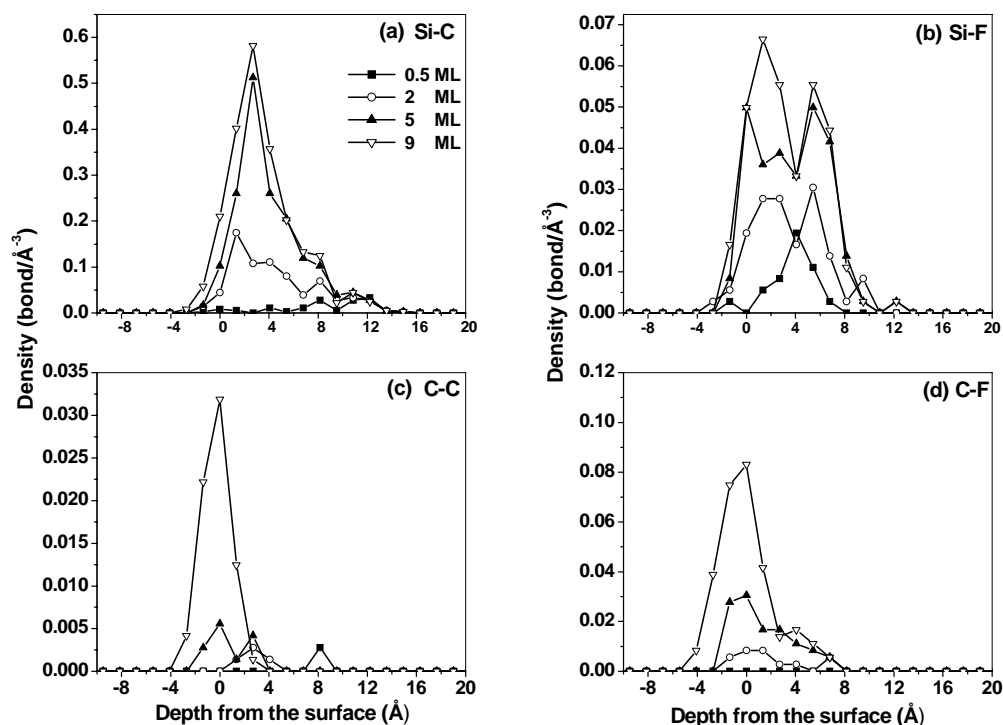 (a) Si-C
0.5 ML
2 ML
5 ML
9 ML
0.6
0.5
0.4
0.3
0.2
0.1
0.0
-8 -4 0 4 8 12 16 20
(b) Si-F
0.07
0.06
0.05
0.04
0.03
0.02
0.01
0.00
-8 -4 0 4 8 12 16 20
Density (bond/Å⁻³)
Density (bond/Å⁻³)
(c) C-C
0.035
0.030
0.025
0.020
0.015
0.010
0.005
0.000
-8 -4 0 4 8 12 16 20
Depth from the surface (Å)
(d) C-F
0.12
0.10
0.08
0.06
0.04
0.02
0.00
-8 -4 0 4 8 12 16 20
Depth from the surface (Å)